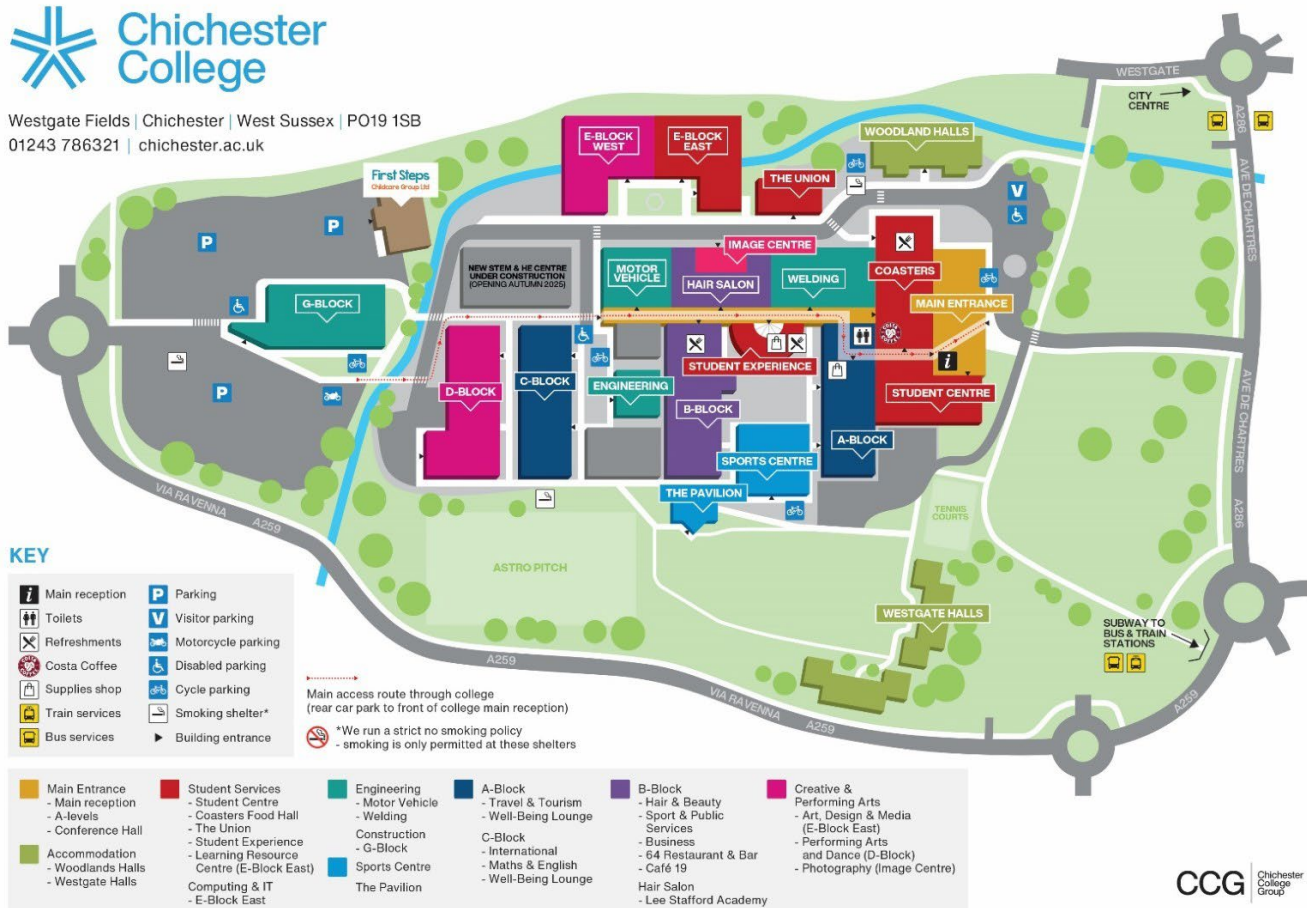 Chichester
College
Westgate Fields | Chichester | West Sussex | PO19 1SB
01243 786321 | chichester.ac.uk
First Steps
Childcare Group Ltd
E-BLOCK
WEST
E-BLOCK
EAST
THE UNION
WOODLAND HALLS
WESTGATE
CITY
CENTRE
A286
AVE DE CHARTRES
V
P
P
IMAGE CENTRE
NEW STEM & HE CENTRE
UNDER CONSTRUCTION
(OPENING AUTUMN 2025)
MOTOR
VEHICLE
HAIR SALON
WELDING
COASTERS
MAIN ENTRANCE
G-BLOCK
COSTA
COFFEE
i
STUDENT EXPERIENCE
P
D-BLOCK
C-BLOCK
ENGINEERING
B-BLOCK
STUDENT CENTRE
A-BLOCK
SPORTS CENTRE
AVE DE CHARTRES
THE PAVILION
VIA RAVENNA
A259
TENNIS
COURTS
A286
ASTRO PITCH
WESTGATE HALLS
SUBWAY TO
BUS & TRAIN
STATIONS
A259
VIA RAVENNA
A259
A259
KEY
i Main reception
Toilets
Refreshments
Costa Coffee
Supplies shop
Train services
Bus services
P Parking
V Visitor parking
Motorcycle parking
Disabled parking
Cycle parking
Smoking shelter*
Building entrance
Main access route through college
(rear car park to front of college main reception)
*We run a strict no smoking policy
- smoking is only permitted at these shelters
Main Entrance
- Main reception
- A-levels
- Conference Hall
Accommodation
- Woodlands Halls
- Westgate Halls
Student Services
- Student Centre
- Coasters Food Hall
- The Union
- Student Experience
- Learning Resource
Centre (E-Block East)
Computing & IT
- E-Block East
Engineering
- Motor Vehicle
- Welding
Construction
- G-Block
Sports Centre
The Pavilion
A-Block
- Travel & Tourism
- Well-Being Lounge
C-Block
- International
- Maths & English
- Well-Being Lounge
B-Block
- Hair & Beauty
- Sport & Public
Services
- Business
- 64 Restaurant & Bar
- Café 19
Hair Salon
- Lee Stafford Academy
Creative &
Performing Arts
- Art, Design & Media
(E-Block East)
- Performing Arts
and Dance (D-Block)
- Photography (Image Centre)
CCG
Chichester
College
Group